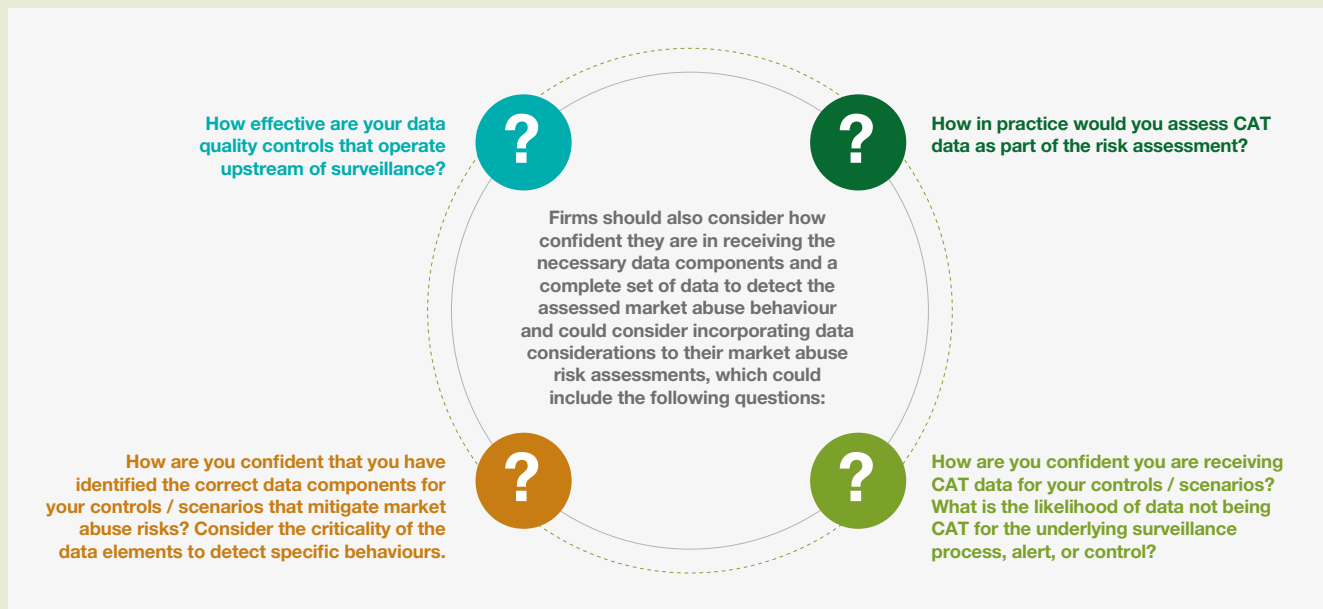 How effective are your data
quality controls that operate
upstream of surveillance?
?
?
How in practice would you assess CAT
data as part of the risk assessment?
Firms should also consider how
confident they are in receiving the
necessary data components and a
complete set of data to detect the
assessed market abuse behaviour
and could consider incorporating data
considerations to their market abuse
risk assessments, which could
include the following questions:
How are you confident that you have
identified the correct data components for
your controls / scenarios that mitigate market
abuse risks? Consider the criticality of the
data elements to detect specific behaviours.
?
?
How are you confident you are receiving
CAT data for your controls / scenarios?
What is the likelihood of data not being
CAT for the underlying surveillance
process, alert, or control?